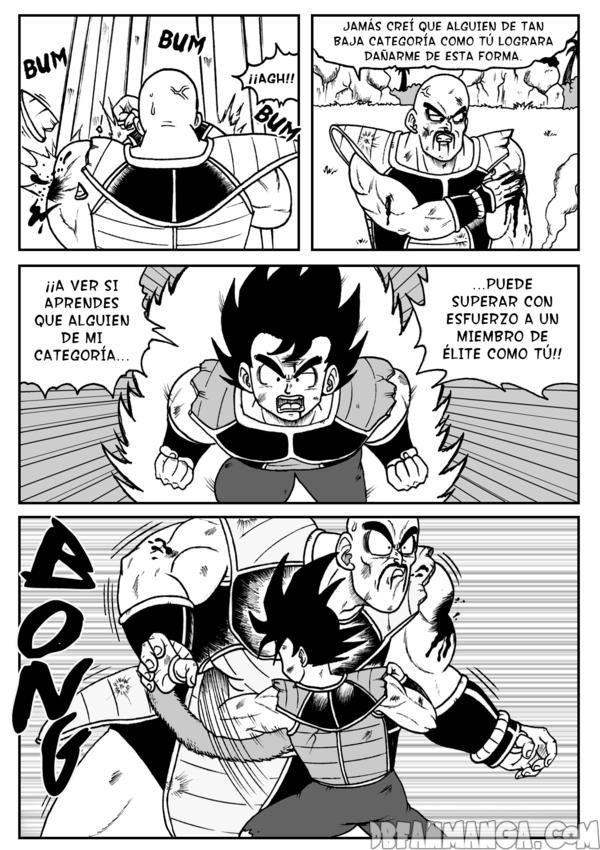 BUM
BUM
¡¡AGH!!
BUM
JAMÁS CREÍ QUE ALGUIEN DE TAN
BAJA CATEGORÍA COMO TÚ LOGRARA
DAÑARME DE ESTA FORMA.
¡¡A VER SI
APRENDES
QUE ALGUIEN
DE MI
CATEGORÍA...
...PUEDE
SUPERAR CON
ESFUERZO A UN
MIEMBRO DE
ÉLITE COMO TÚ!!
BONG
DBFANMANGA.COM